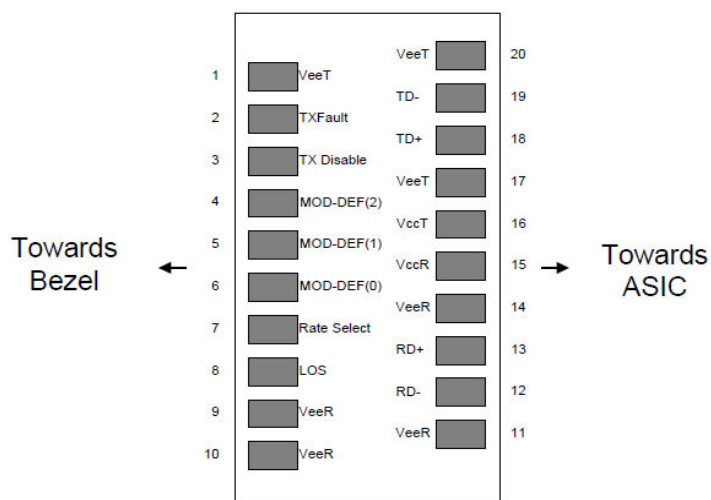 VeeT 20
1 VeeT
TD- 19
2 TXFault
TD+ 18
3 TX Disable
VeeT 17
4 MOD-DEF(2)
VccT 16
5 MOD-DEF(1)
VccR 15
6 MOD-DEF(0)
VeeR 14
7 Rate Select
RD+ 13
8 LOS
RD- 12
9 VeeR
VeeR 11
10 VeeR
Towards
Bezel
Towards
ASIC